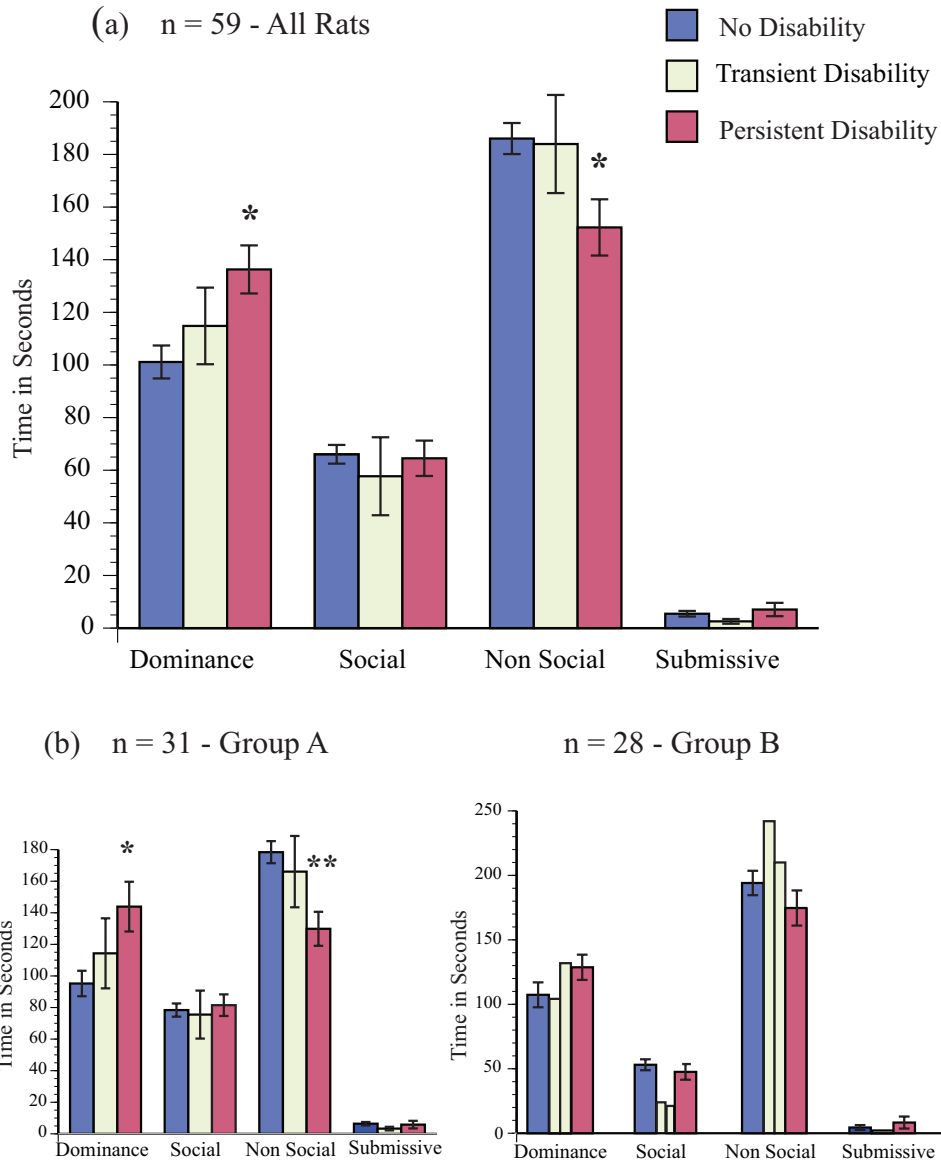 (a) n = 59 - All Rats
No Disability
Transient Disability
Persistent Disability
200
180
160
140
120
100
80
60
40
20
0
Time in Seconds
*
*
Dominance Social Non Social Submissive
(b) n = 31 - Group A
180
160
140
120
100
80
60
40
20
0
Time in Seconds
*
**
Dominance Social Non Social Submissive
n = 28 - Group B
250
200
150
100
50
0
Time in Seconds
Dominance Social Non Social Submissive